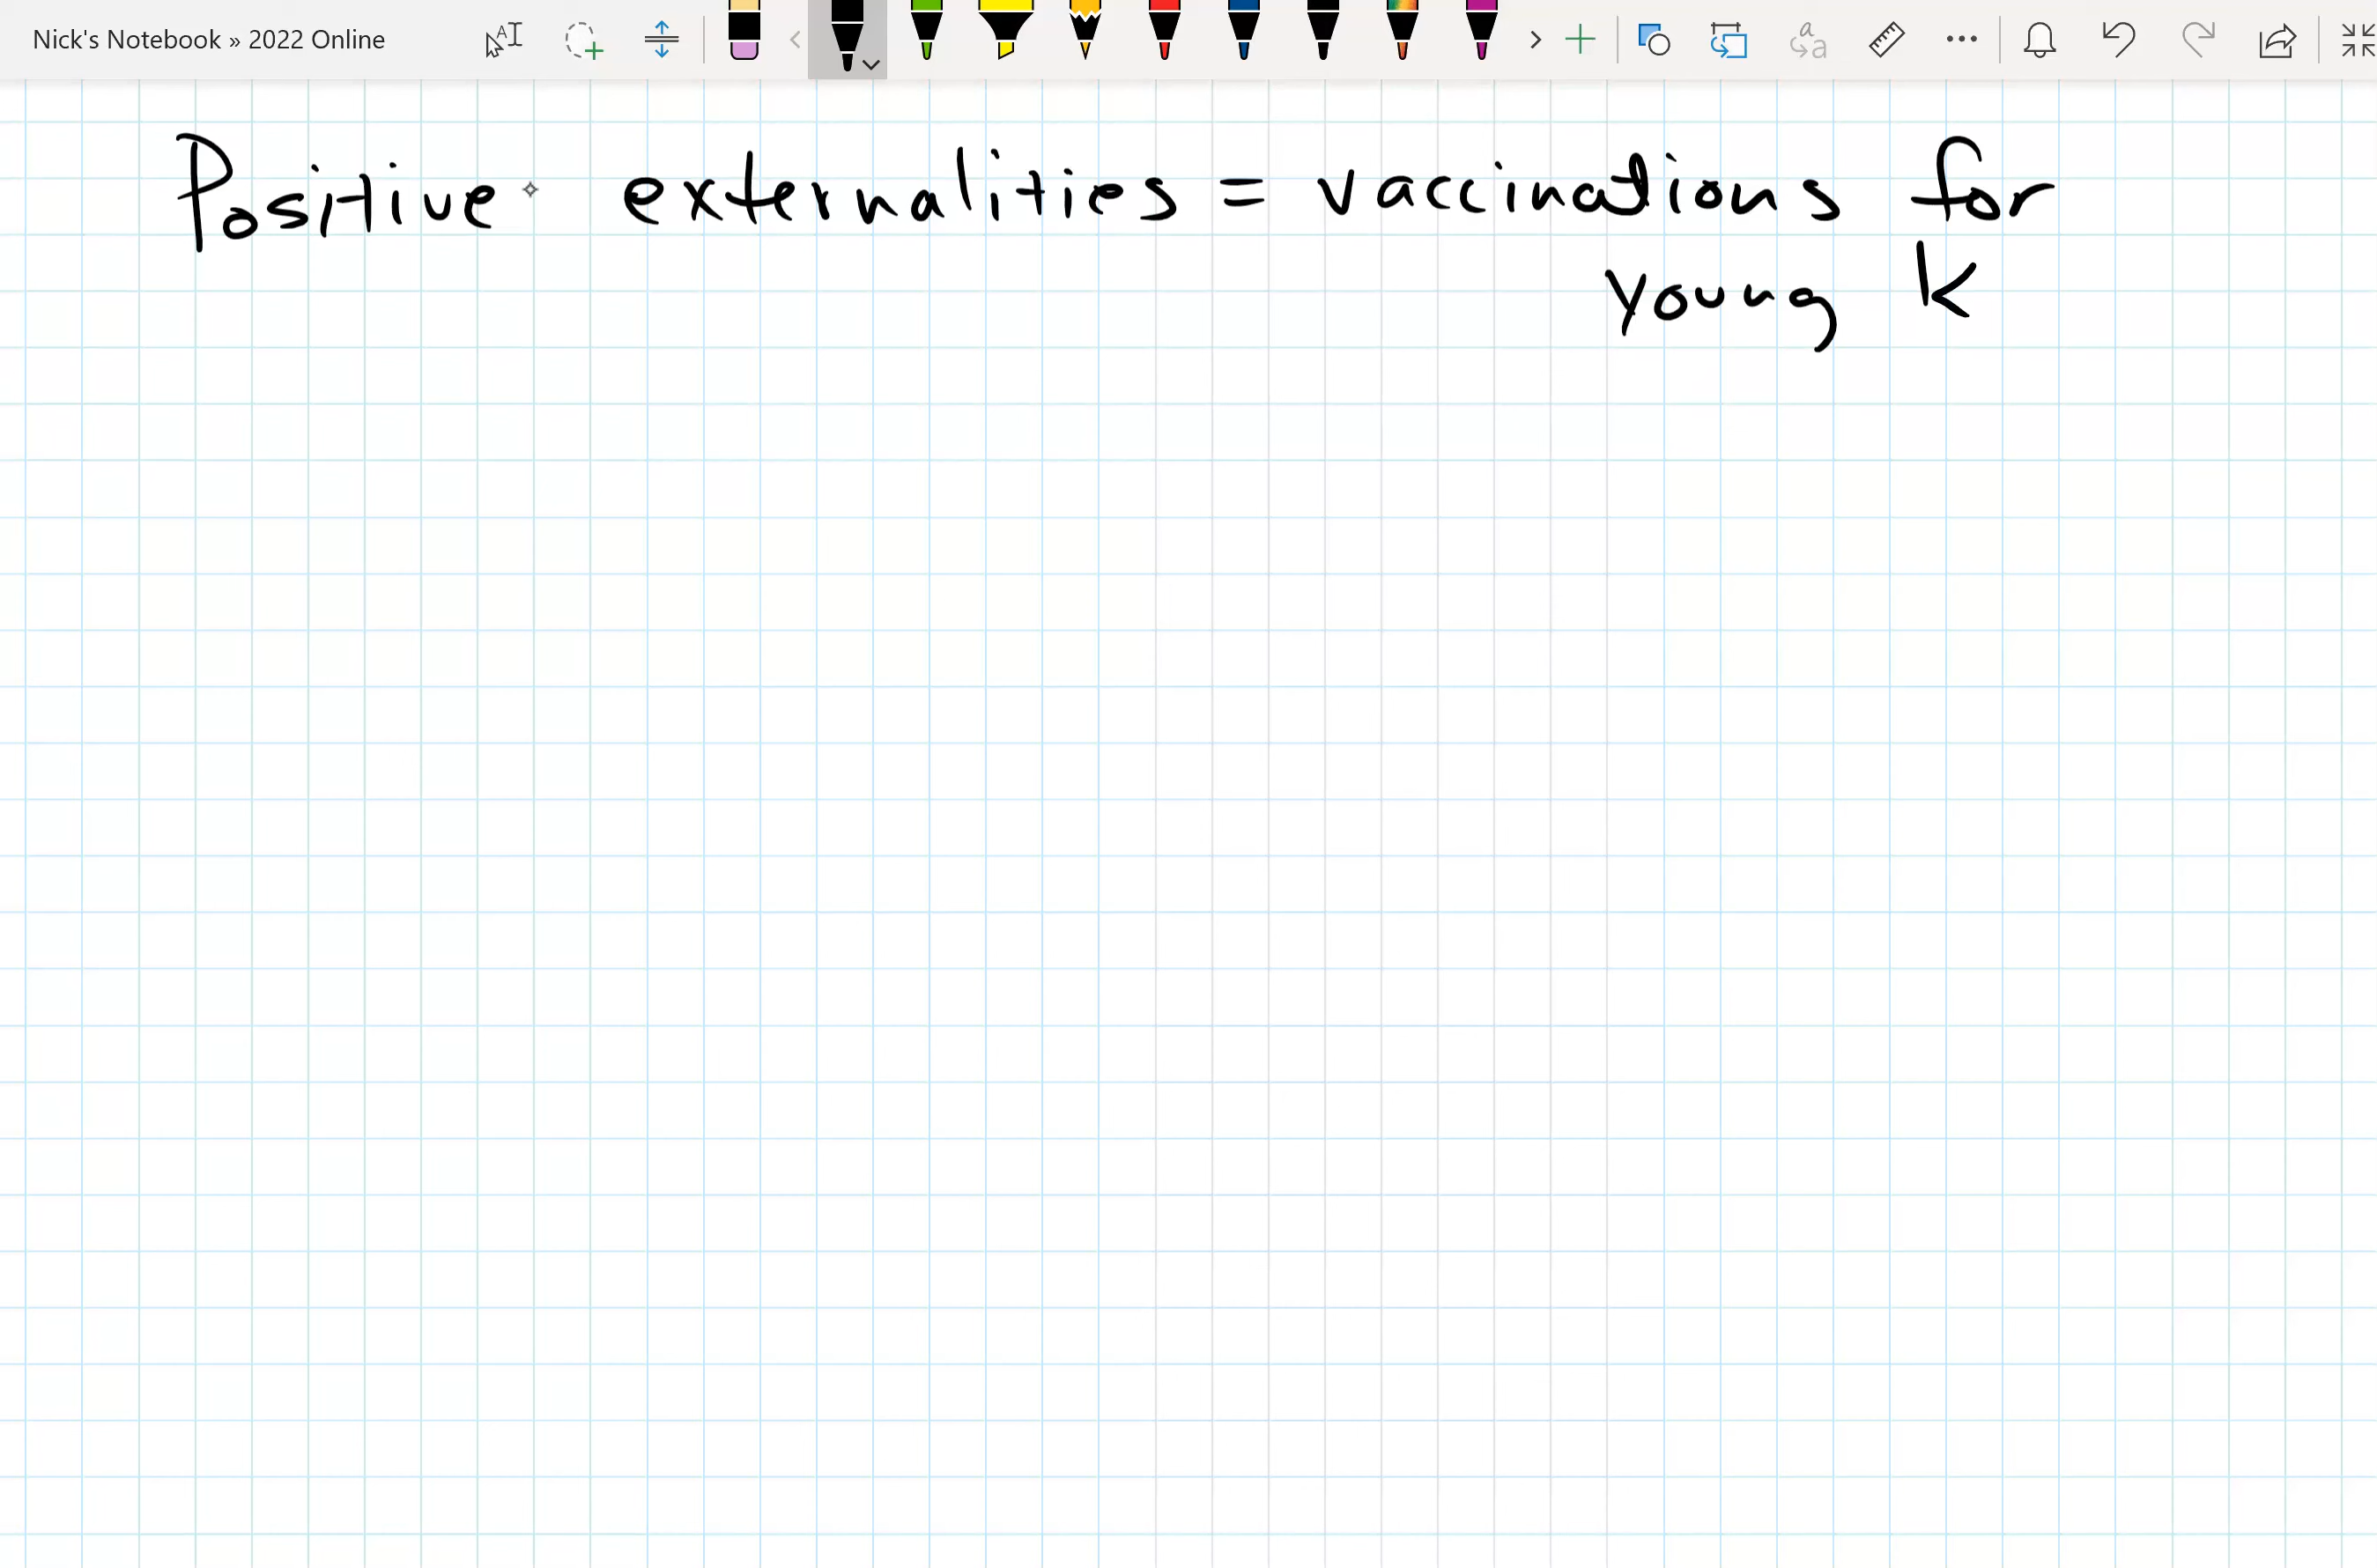 Nick's Notebook » 2022 Online
Positive externalities = vaccinations for
young k